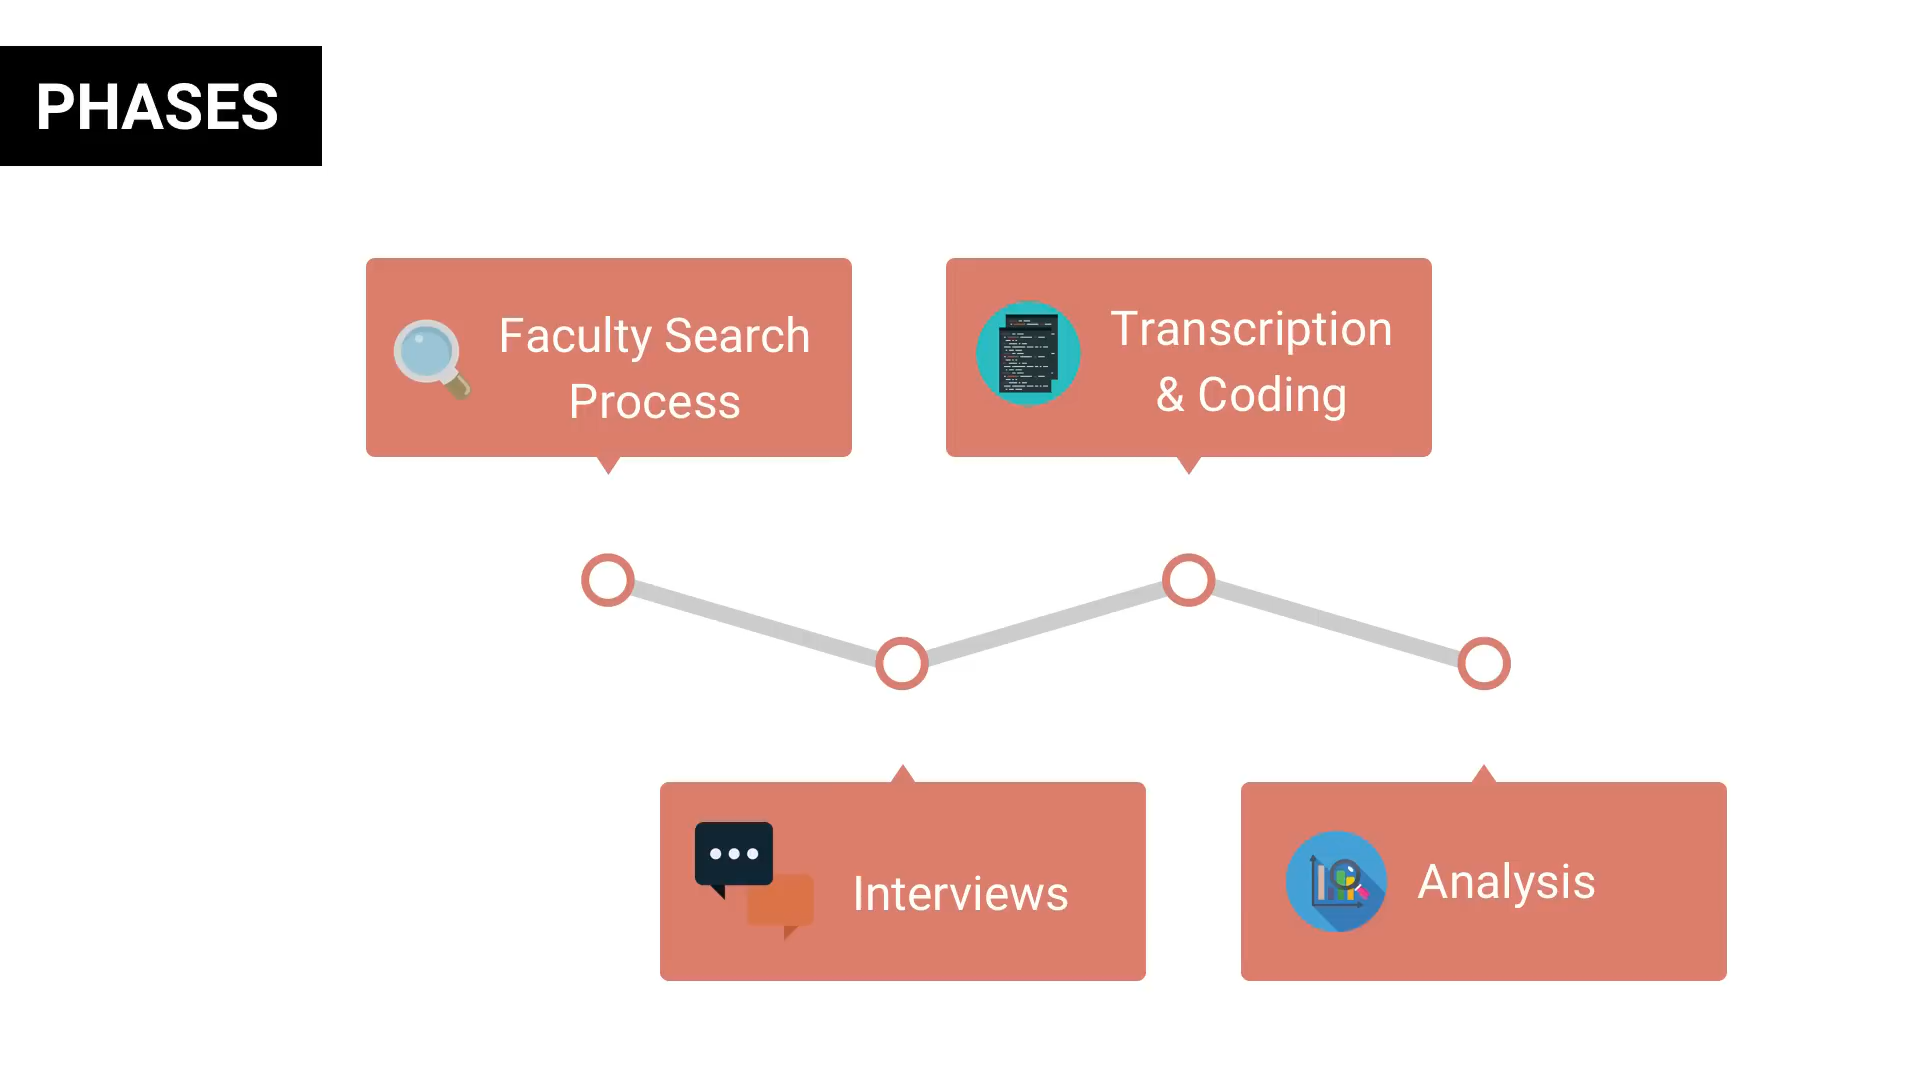 PHASES
Faculty Search
Process
Transcription
& Coding
Interviews
Analysis